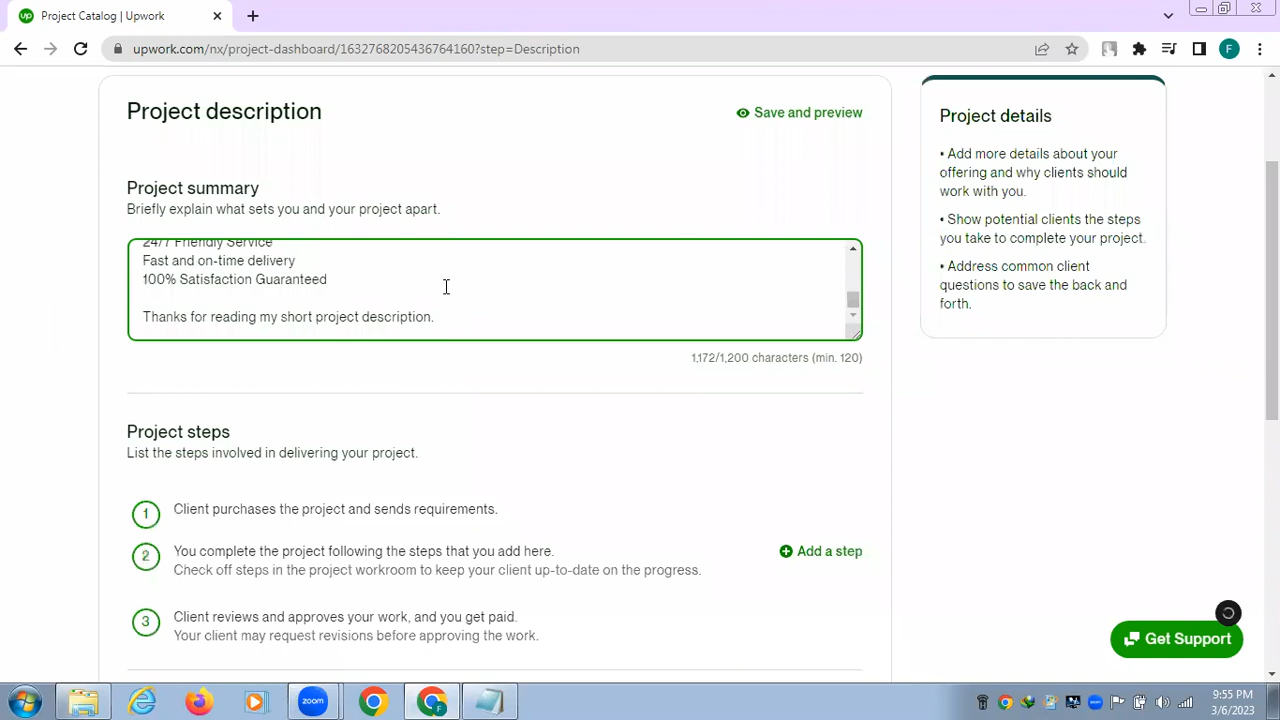 Project Catalog | Upwork
upwork.com/nx/project-dashboard/1632768205436764160?step=Description
F
Project description
Save and preview
Project summary
Briefly explain what sets you and your project apart.
24/7 Friendly Service
Fast and on-time delivery
100% Satisfaction Guaranteed
Thanks for reading my short project description.
1,172/1,200 characters (min. 120)
Project steps
List the steps involved in delivering your project.
1 Client purchases the project and sends requirements.
2 You complete the project following the steps that you add here.
Add a step
Check off steps in the project workroom to keep your client up-to-date on the progress.
3 Client reviews and approves your work, and you get paid.
Your client may request revisions before approving the work.
Project details
• Add more details about your
offering and why clients should
work with you.
• Show potential clients the steps
you take to complete your project.
• Address common client
questions to save the back and
forth.
Get Support
up
zoom
F
9:55 PM
3/6/2023